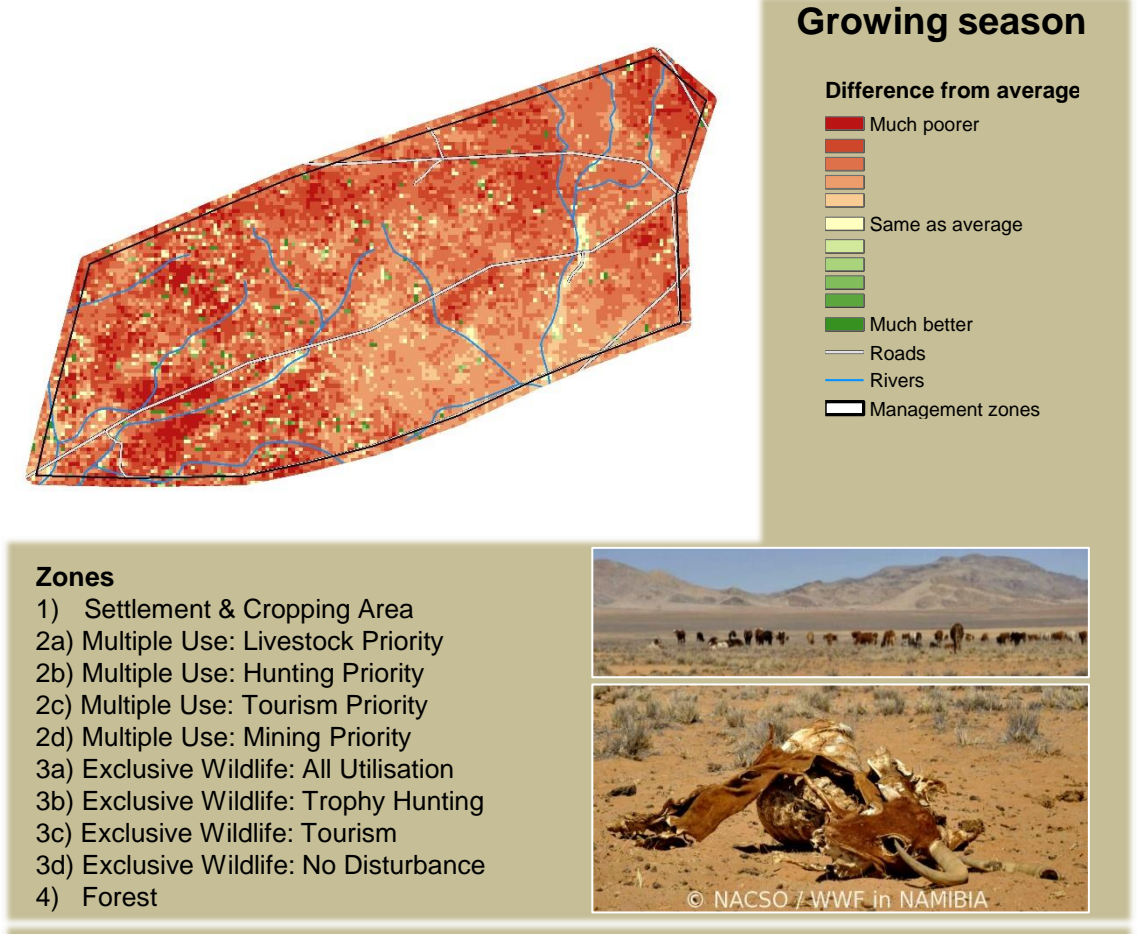 Growing season
Difference from average
Much poorer
Same as average
Much better
Roads
Rivers
Management zones
Zones
1) Settlement & Cropping Area
2a) Multiple Use: Livestock Priority
2b) Multiple Use: Hunting Priority
2c) Multiple Use: Tourism Priority
2d) Multiple Use: Mining Priority
3a) Exclusive Wildlife: All Utilisation
3b) Exclusive Wildlife: Trophy Hunting
3c) Exclusive Wildlife: Tourism
3d) Exclusive Wildlife: No Disturbance
4) Forest
© NACSO / WWF in NAMIBIA